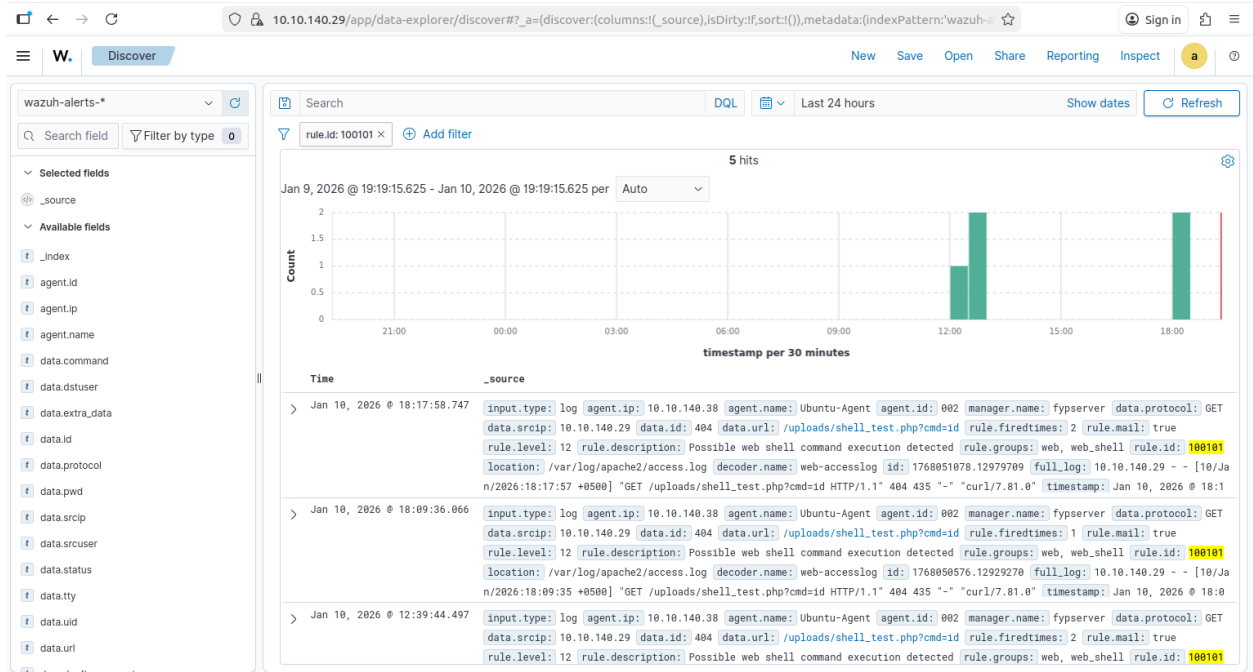 10.10.140.29/app/data-explorer/discover#?_a=(discover:(columns:!(_source),isDirty:!f,sort:!()),metadata:(indexPattern:'wazuh-a
Sign in
W.
Discover
New Save Open Share Reporting Inspect
a
wazuh-alerts-*
Search
DQL
Last 24 hours
Show dates
Refresh
Search field
Filter by type 0
rule.id: 100101 ×
Add filter
Selected fields
_source
Available fields
t _index
t agent.id
t agent.ip
t agent.name
t data.command
t data.dstuser
t data.extra_data
t data.id
t data.protocol
t data.pwd
t data.srcip
t data.srcuser
t data.status
t data.tty
t data.uid
t data.url
5 hits
Jan 9, 2026 @ 19:19:15.625 - Jan 10, 2026 @ 19:19:15.625 per Auto
Count
2
1.5
1
0.5
0
21:00 00:00 03:00 06:00 09:00 12:00 15:00 18:00
timestamp per 30 minutes
Time _source
Jan 10, 2026 @ 18:17:58.747
input.type: log agent.ip: 10.10.140.38 agent.name: Ubuntu-Agent agent.id: 002 manager.name: fypserver data.protocol: GET
data.srcip: 10.10.140.29 data.id: 404 data.url: /uploads/shell_test.php?cmd=id rule.firedtimes: 2 rule.mail: true
rule.level: 12 rule.description: Possible web shell command execution detected rule.groups: web, web_shell rule.id: 100101
location: /var/log/apache2/access.log decoder.name: web-accesslog id: 1768051078.12979709 full_log: 10.10.140.29 - - [10/Ja
n/2026:18:17:57 +0500] "GET /uploads/shell_test.php?cmd=id HTTP/1.1" 404 435 "-" "curl/7.81.0" timestamp: Jan 10, 2026 @ 18:1
Jan 10, 2026 @ 18:09:36.066
input.type: log agent.ip: 10.10.140.38 agent.name: Ubuntu-Agent agent.id: 002 manager.name: fypserver data.protocol: GET
data.srcip: 10.10.140.29 data.id: 404 data.url: /uploads/shell_test.php?cmd=id rule.firedtimes: 1 rule.mail: true
rule.level: 12 rule.description: Possible web shell command execution detected rule.groups: web, web_shell rule.id: 100101
location: /var/log/apache2/access.log decoder.name: web-accesslog id: 1768050576.12929270 full_log: 10.10.140.29 - - [10/Ja
n/2026:18:09:35 +0500] "GET /uploads/shell_test.php?cmd=id HTTP/1.1" 404 435 "-" "curl/7.81.0" timestamp: Jan 10, 2026 @ 18:0
Jan 10, 2026 @ 12:39:44.497
input.type: log agent.ip: 10.10.140.38 agent.name: Ubuntu-Agent agent.id: 002 manager.name: fypserver data.protocol: GET
data.srcip: 10.10.140.29 data.id: 404 data.url: /uploads/shell_test.php?cmd=id rule.firedtimes: 2 rule.mail: true
rule.level: 12 rule.description: Possible web shell command execution detected rule.groups: web, web_shell rule.id: 100101